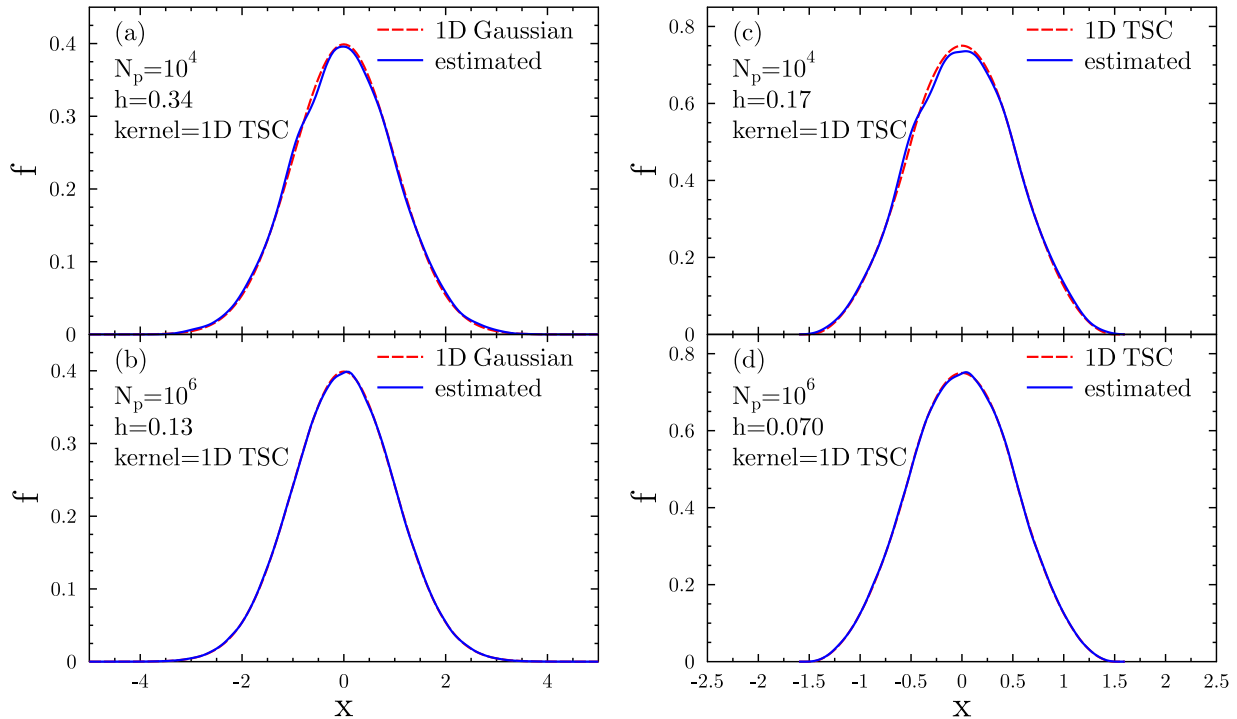 (a)
N_p=10^4
h=0.34
kernel=1D TSC
1D Gaussian
estimated
f
0.4
0.3
0.2
0.1
0
(c)
N_p=10^4
h=0.17
kernel=1D TSC
1D TSC
estimated
f
0.8
0.6
0.4
0.2
0
(b)
N_p=10^6
h=0.13
kernel=1D TSC
1D Gaussian
estimated
f
0.4
0.3
0.2
0.1
0
-4 -2 0 2 4
x
(d)
N_p=10^6
h=0.070
kernel=1D TSC
1D TSC
estimated
f
0.8
0.6
0.4
0.2
0
-2.5 -2 -1.5 -1 -0.5 0 0.5 1 1.5 2 2.5
x